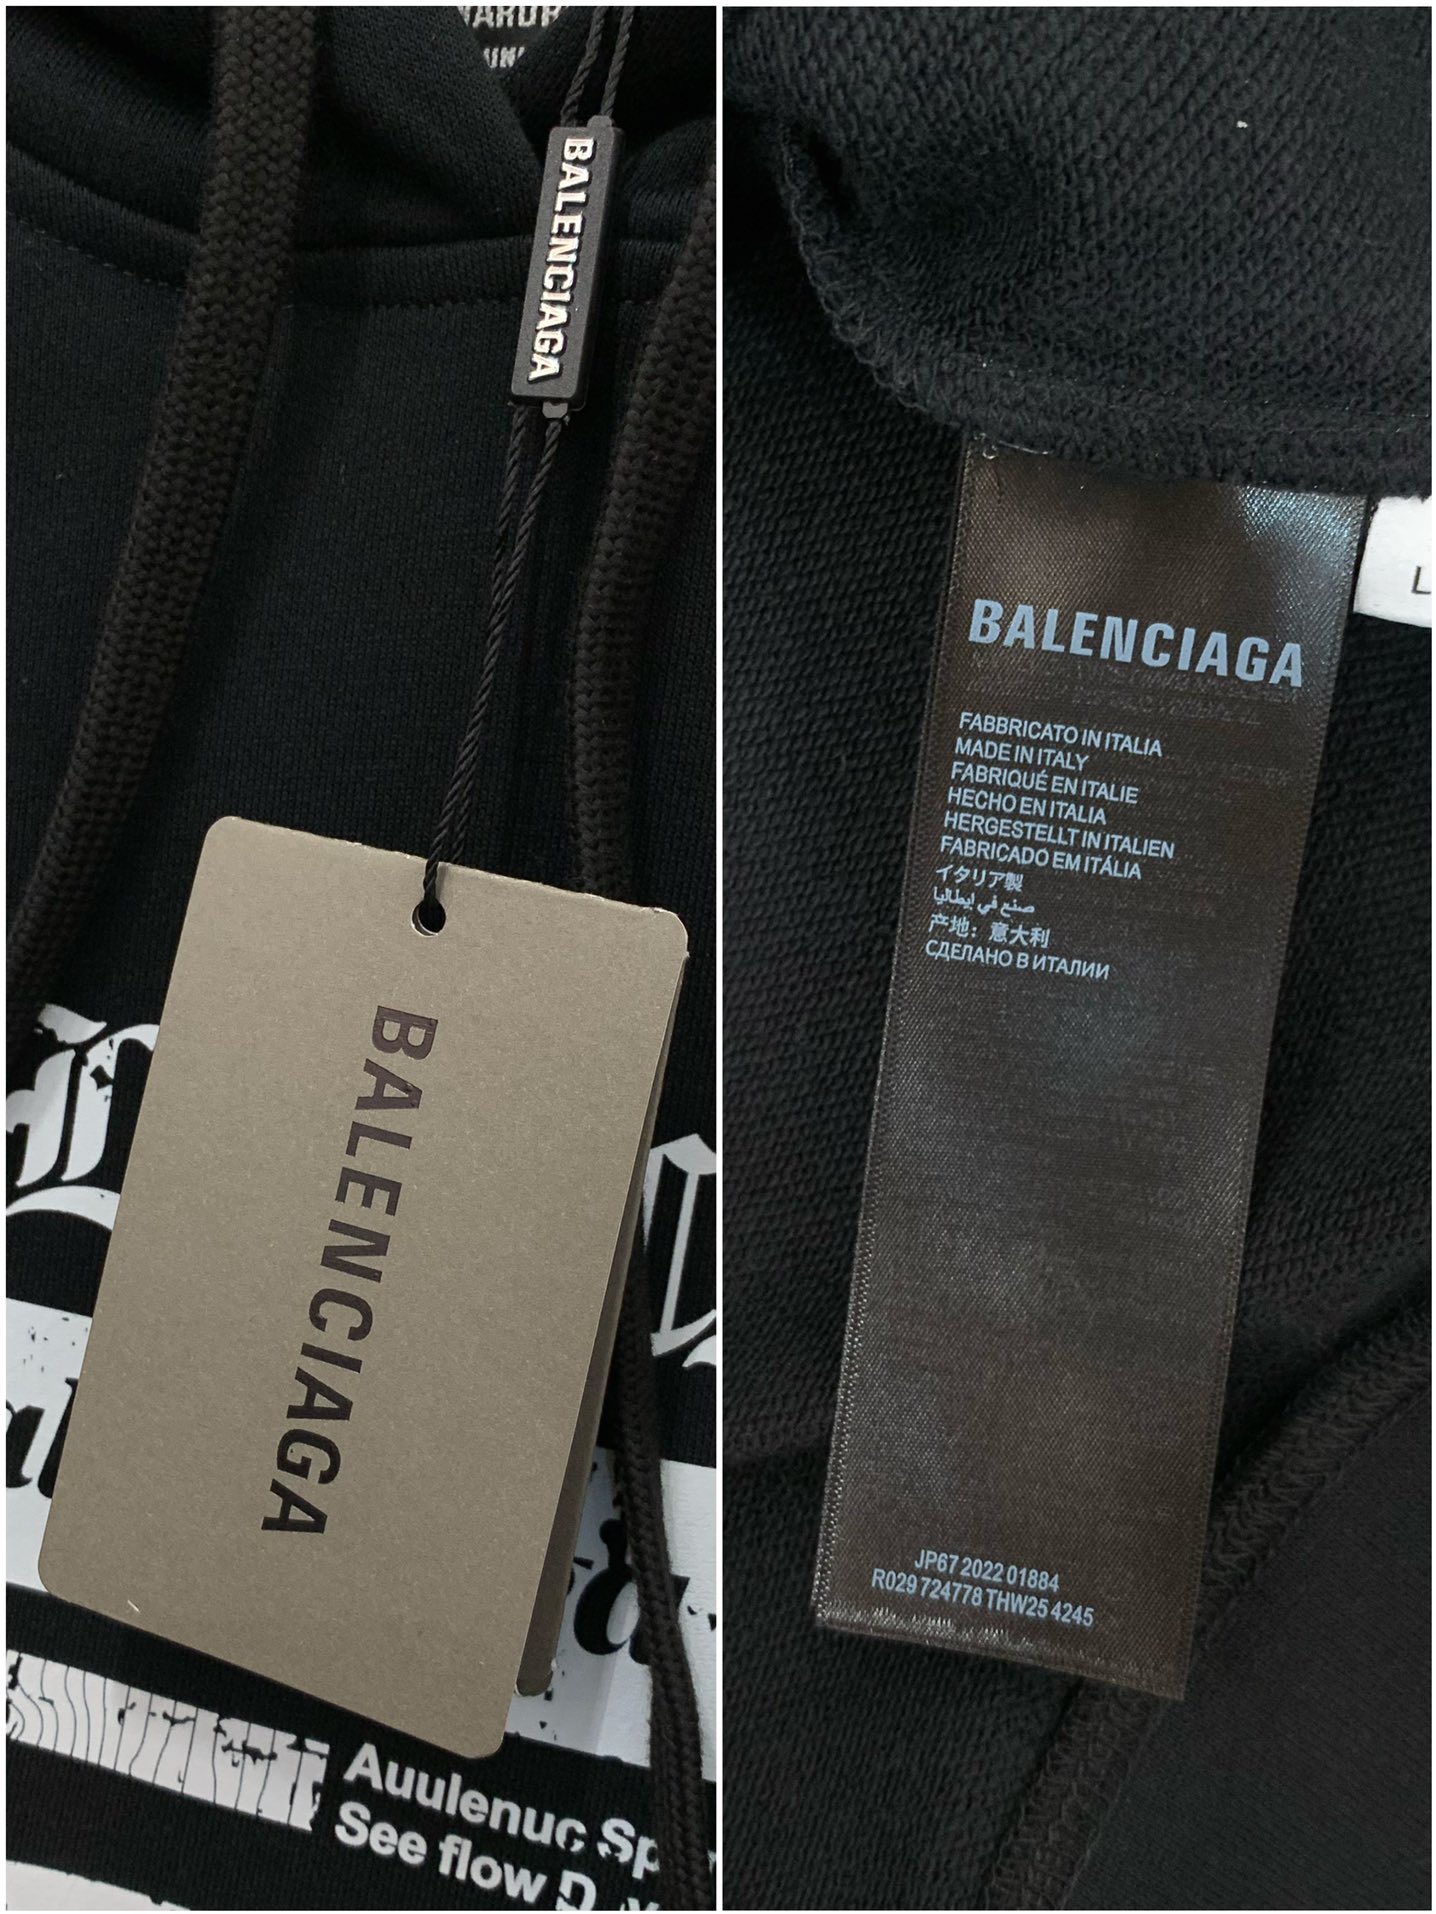 BALENCIAGA
BALENCIAGA
Auulenuc
See flow
BALENCIAGA
FABBRICATO IN ITALIA
MADE IN ITALY
FABRIQUÉ EN ITALIE
HECHO EN ITALIA
HERGESTELLT IN ITALIEN
FABRICADO EM ITÁLIA
イタリア製
صنع في ايطاليا
产地：意大利
СДЕЛАНО В ИТАЛИИ
JP67 2022 01884
R029 724778 THW25 4245
L